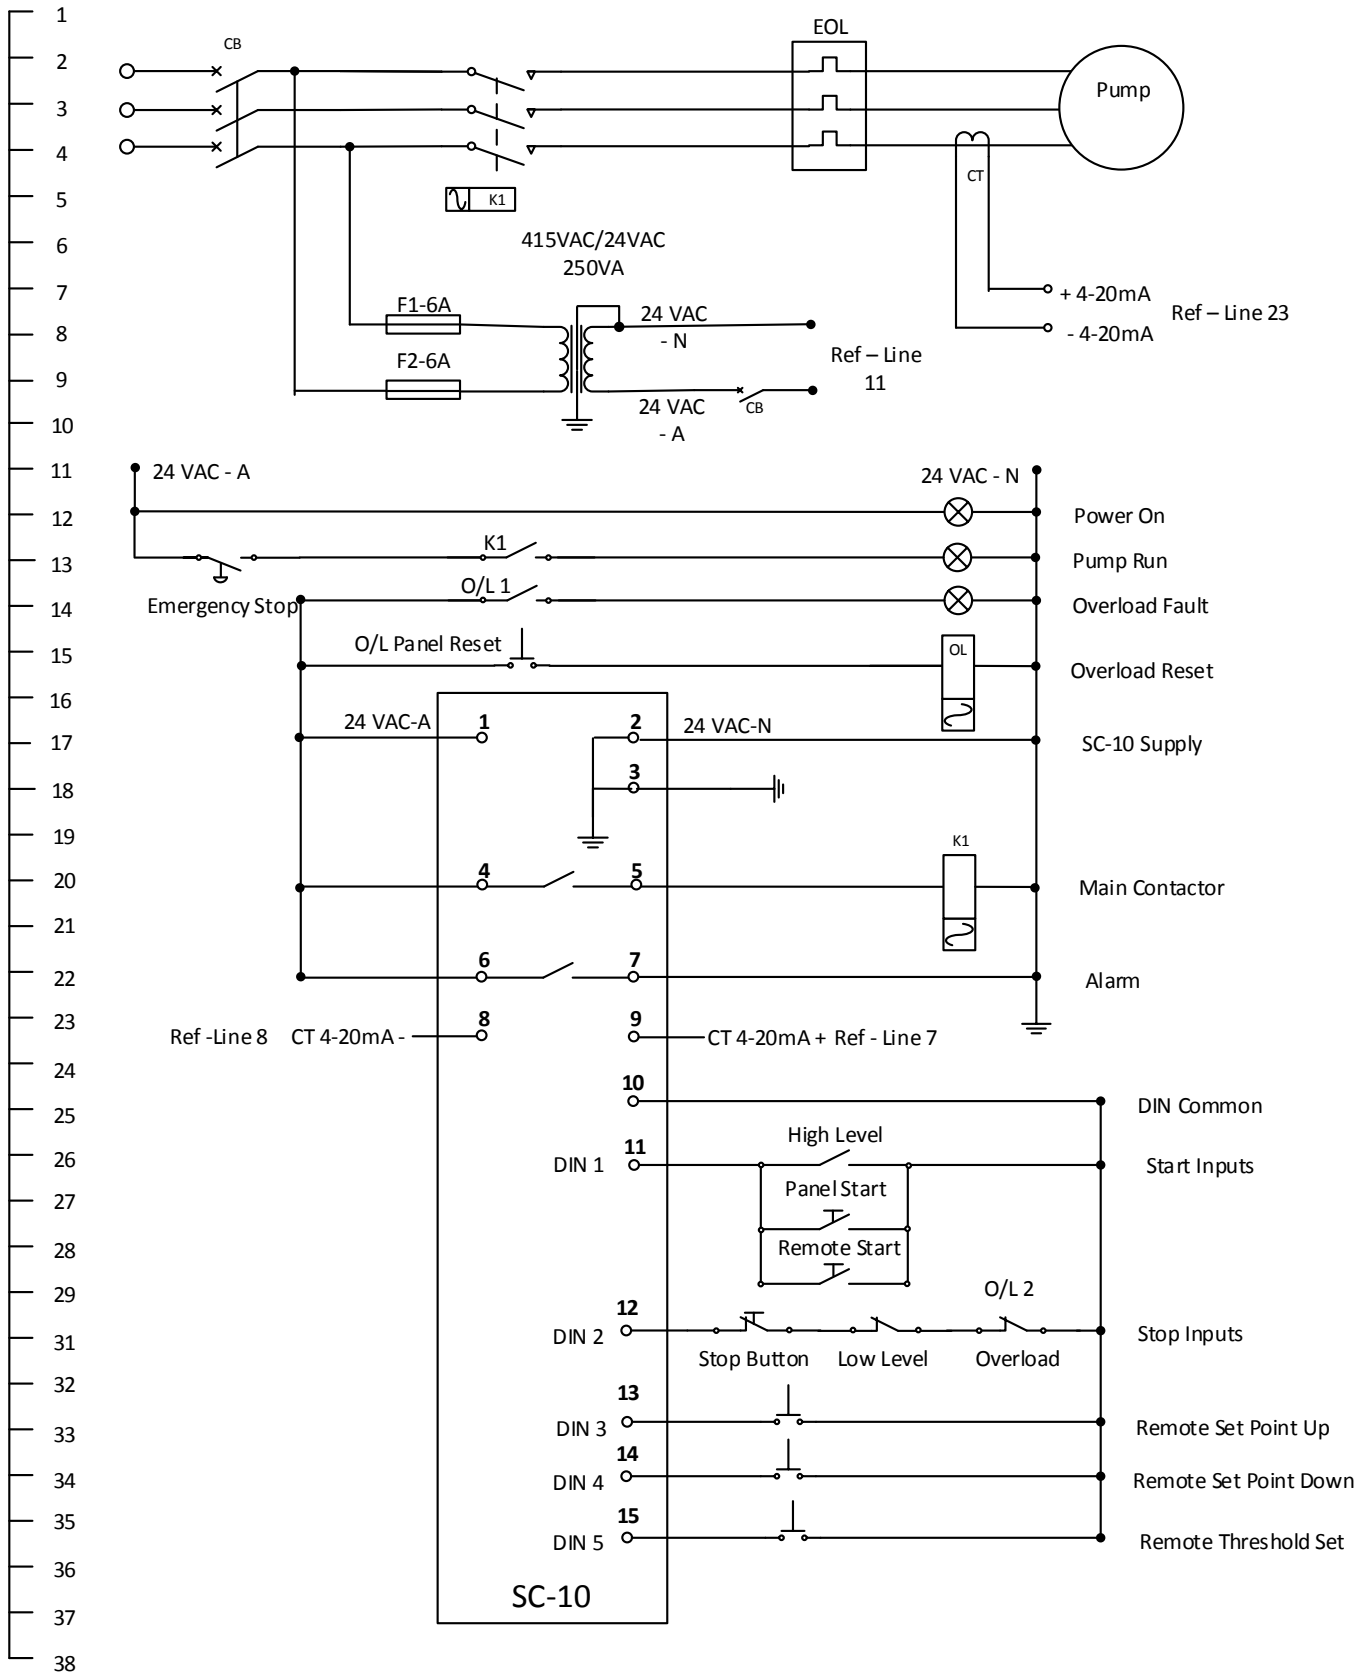 1
CB
EOL
2
Pump
3
4
CT
5
K1
6
415VAC/24VAC
250VA
7
+ 4-20mA
F1-6A
24 VAC
Ref – Line 23
8
- N
- 4-20mA
F2-6A
Ref – Line
9
11
24 VAC
CB
10
- A
11
24 VAC - A
24 VAC - N
12
Power On
13
K1
Pump Run
14
Emergency Stop
O/L 1
Overload Fault
15
O/L Panel Reset
OL
Overload Reset
16
17
24 VAC-A
1
2
24 VAC-N
SC-10 Supply
3
18
19
K1
20
4
5
Main Contactor
21
22
6
7
Alarm
23
8
9
Ref -Line 8
CT 4-20mA -
CT 4-20mA +
Ref - Line 7
24
10
25
DIN Common
High Level
26
DIN 1
11
Start Inputs
27
Panel Start
28
Remote Start
29
O/L 2
12
31
DIN 2
Stop Inputs
Stop Button
Low Level
Overload
32
13
33
DIN 3
Remote Set Point Up
14
34
DIN 4
Remote Set Point Down
35
15
DIN 5
Remote Threshold Set
36
SC-10
37
38